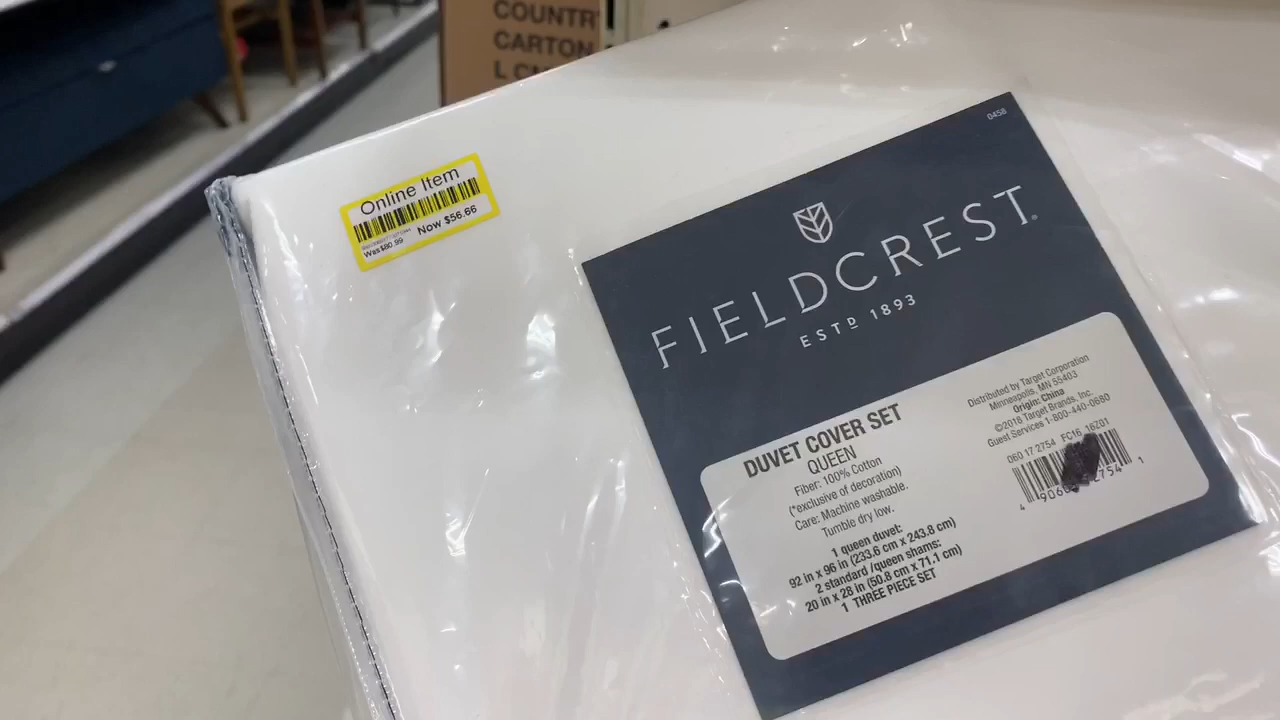 COUNTR
CARTON
Online Item
Was$80.99
Now $56.66
0458
FIELDCREST.
ESTD 1893
DUVET COVER SET
QUEEN
Fiber: 100% Cotton
(*exclusive of decoration)
Care: Machine washable.
Tumble dry low.
1 queen duvet:
92 in x 96 in (233.6 cm x 243.8 cm)
2 standard /queen shams:
20 in x 28 in (50.8 cm x 71.1 cm)
1 THREE PIECE SET
Distributed by Target Corporation
Minneapolis, MN 55403
Origin: China
©2018 Target Brands, Inc.
Guest Services 1-800-440-0680
060 17 2754 FC16 16Z01